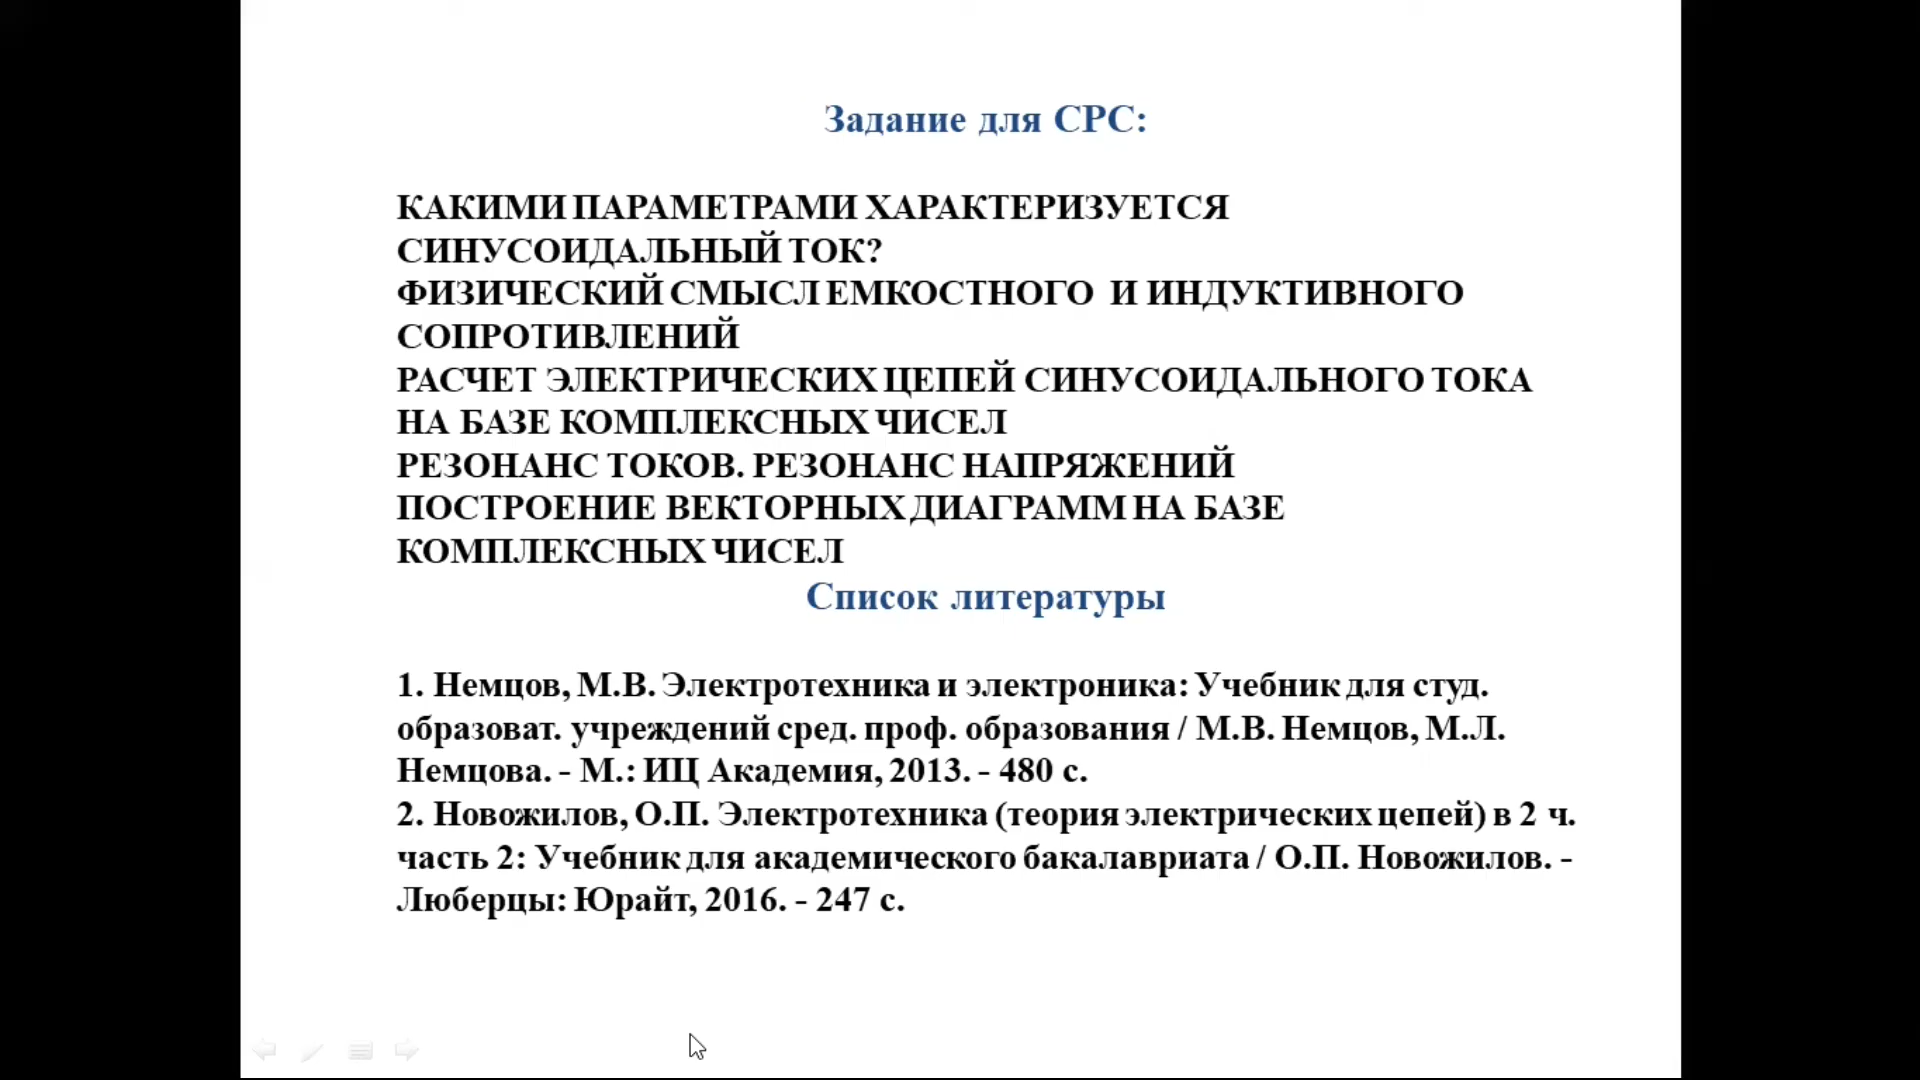 Задание для СРС:
КАКИМИ ПАРАМЕТРАМИ ХАРАКТЕРИЗУЕТСЯ
СИНУСОИДАЛЬНЫЙ ТОК?
ФИЗИЧЕСКИЙ СМЫСЛ ЕМКОСТНОГО И ИНДУКТИВНОГО
СОПРОТИВЛЕНИЙ
РАСЧЕТ ЭЛЕКТРИЧЕСКИХ ЦЕПЕЙ СИНУСОИДАЛЬНОГО ТОКА
НА БАЗЕ КОМПЛЕКСНЫХ ЧИСЕЛ
РЕЗОНАНС ТОКОВ. РЕЗОНАНС НАПРЯЖЕНИЙ
ПОСТРОЕНИЕ ВЕКТОРНЫХ ДИАГРАММ НА БАЗЕ
КОМПЛЕКСНЫХ ЧИСЕЛ
Список литературы
1. Немцов, М.В. Электротехника и электроника: Учебник для студ.
образоват. учреждений сред. проф. образования / М.В. Немцов, М.Л.
Немцова. - М.: ИЦ Академия, 2013. - 480 с.
2. Новожилов, О.П. Электротехника (теория электрических цепей) в 2 ч.
часть 2: Учебник для академического бакалавриата / О.П. Новожилов. -
Люберцы: Юрайт, 2016. - 247 с.